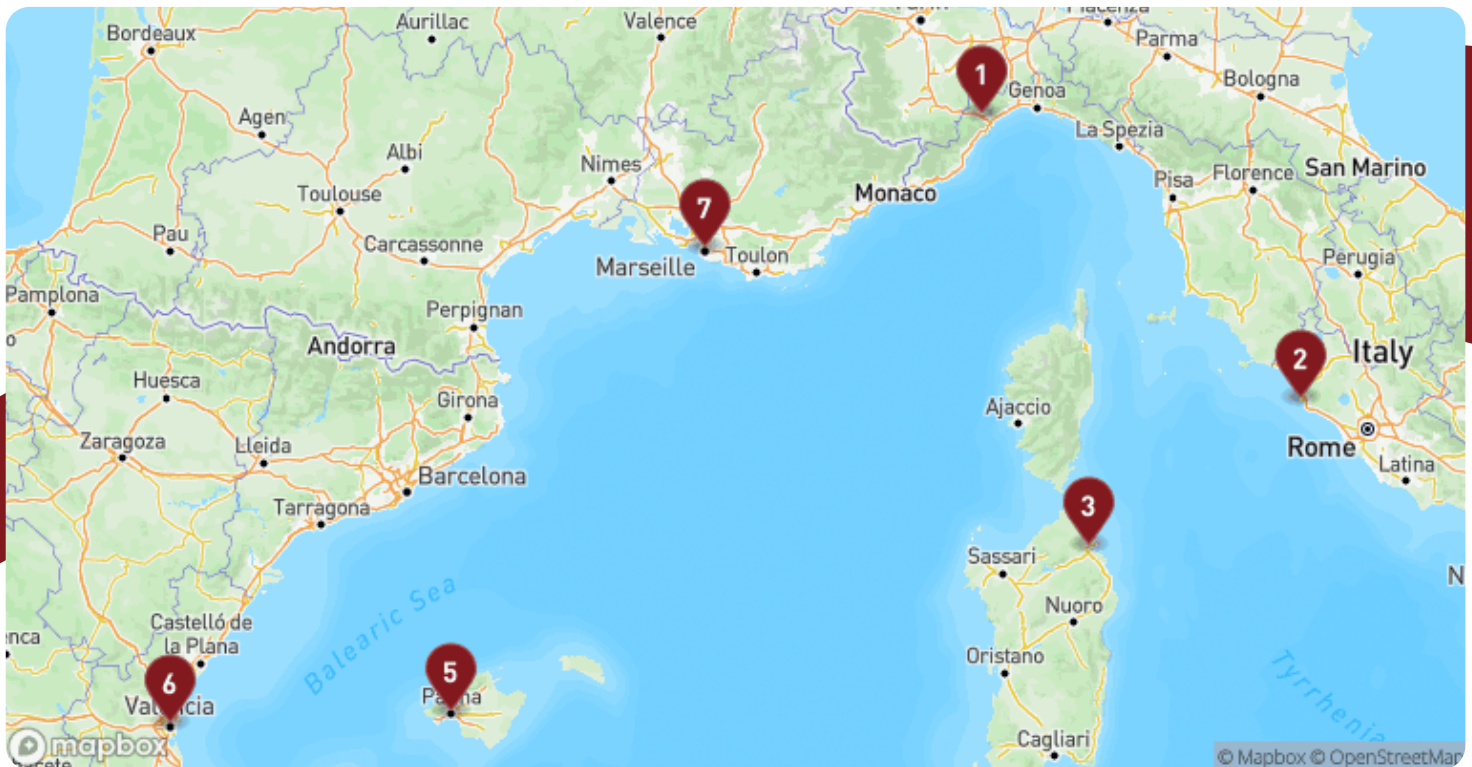 Aurillac
Valence
Piacenza
Bordeaux
Parma
1
Genoa
Bologna
Agen
La Spezia
Albi
Nimes
Florence
San Marino
Toulouse
Pisa
Monaco
7
Pau
Carcassonne
Toulon
Marseille
Perugia
Pamplona
Perpignan
o
Andorra
2
Italy
Huesca
Girona
Ajaccio
Zaragoza
Lleida
Rome
Barcelona
Latina
Tarragona
3
Sassari
N
Balearic Sea
Nuoro
Castelló de
la Plana
enca
Oristano
5
6
Tyrrhenia
Cagliari
mapbox
© Mapbox © OpenStreetMap